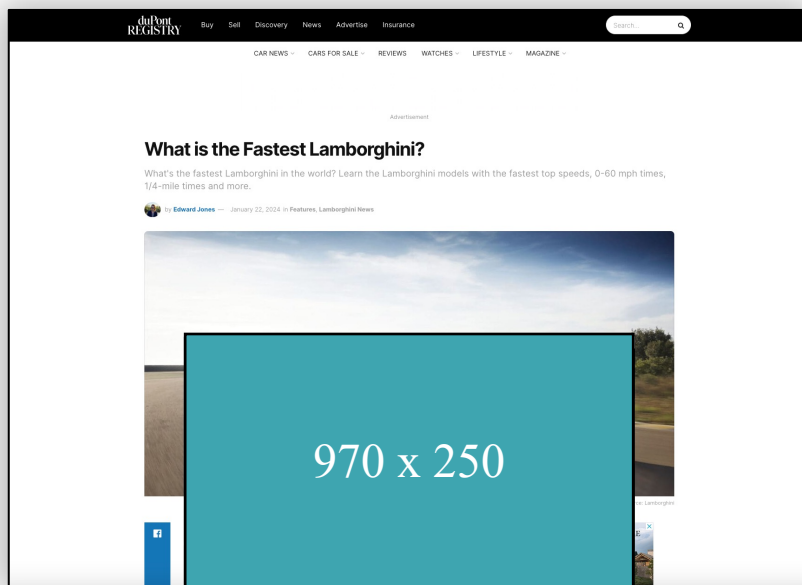 duPont
REGISTRY
Buy Sell Discovery News Advertise Insurance
Search...
CAR NEWS CARS FOR SALE REVIEWS WATCHES LIFESTYLE MAGAZINE
Advertisement
What is the Fastest Lamborghini?
What's the fastest Lamborghini in the world? Learn the Lamborghini models with the fastest top speeds, 0-60 mph times,
1/4-mile times and more.
by Edward Jones — January 22, 2024 in Features, Lamborghini News
970 x 250
Lamborghini